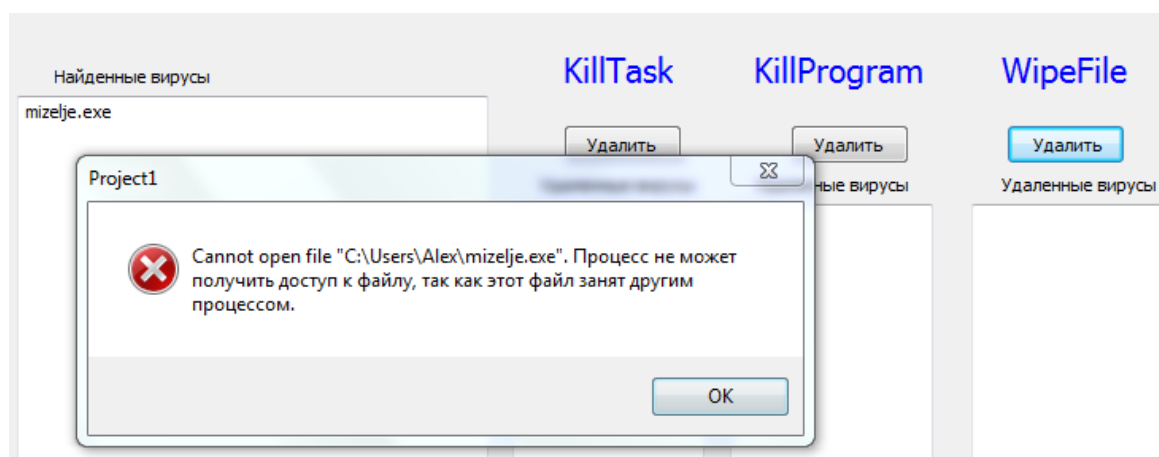 Найденные вирусы
KillTask
KillProgram
WipeFile
mizelje.exe
Удалить
Удалить
Удалить
ные вирусы
Удаленные вирусы
Project1
Cannot open file "C:\Users\Alex\mizelje.exe". Процесс не может
получить доступ к файлу, так как этот файл занят другим
процессом.
OK